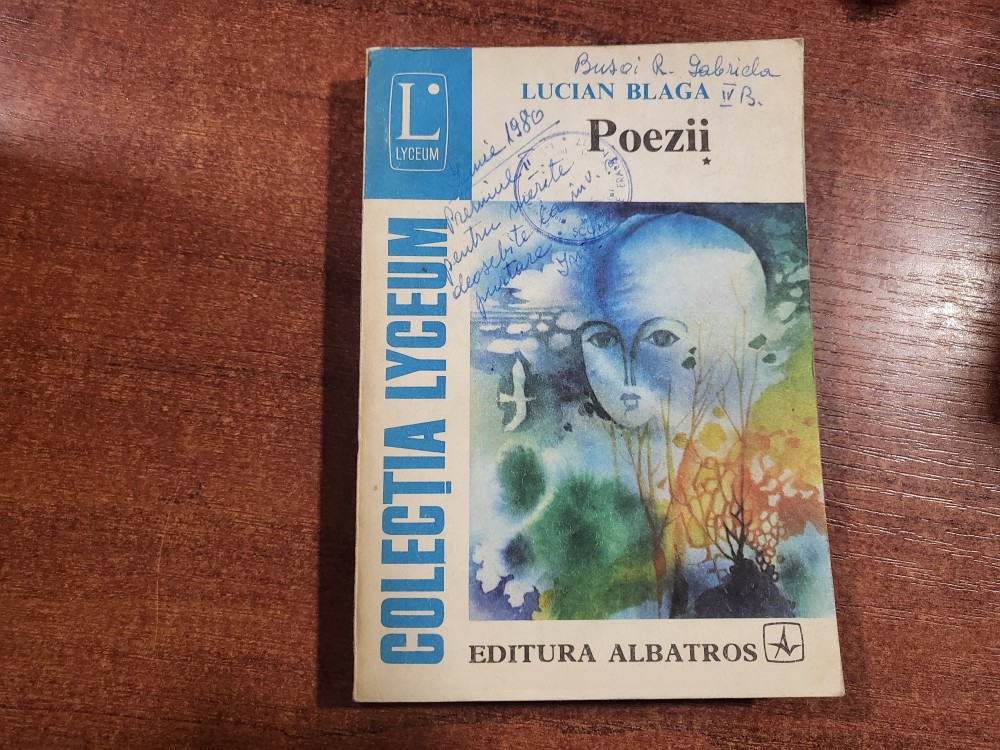 Busoi R. Gabriela
IV B.
LUCIAN BLAGA
Poezii
*
L
LYCEUM
Iunie 1980
Premiul II
pentru merite
deosebite la înv.
purtare
COLECȚIA LYCEUM
EDITURA ALBATROS